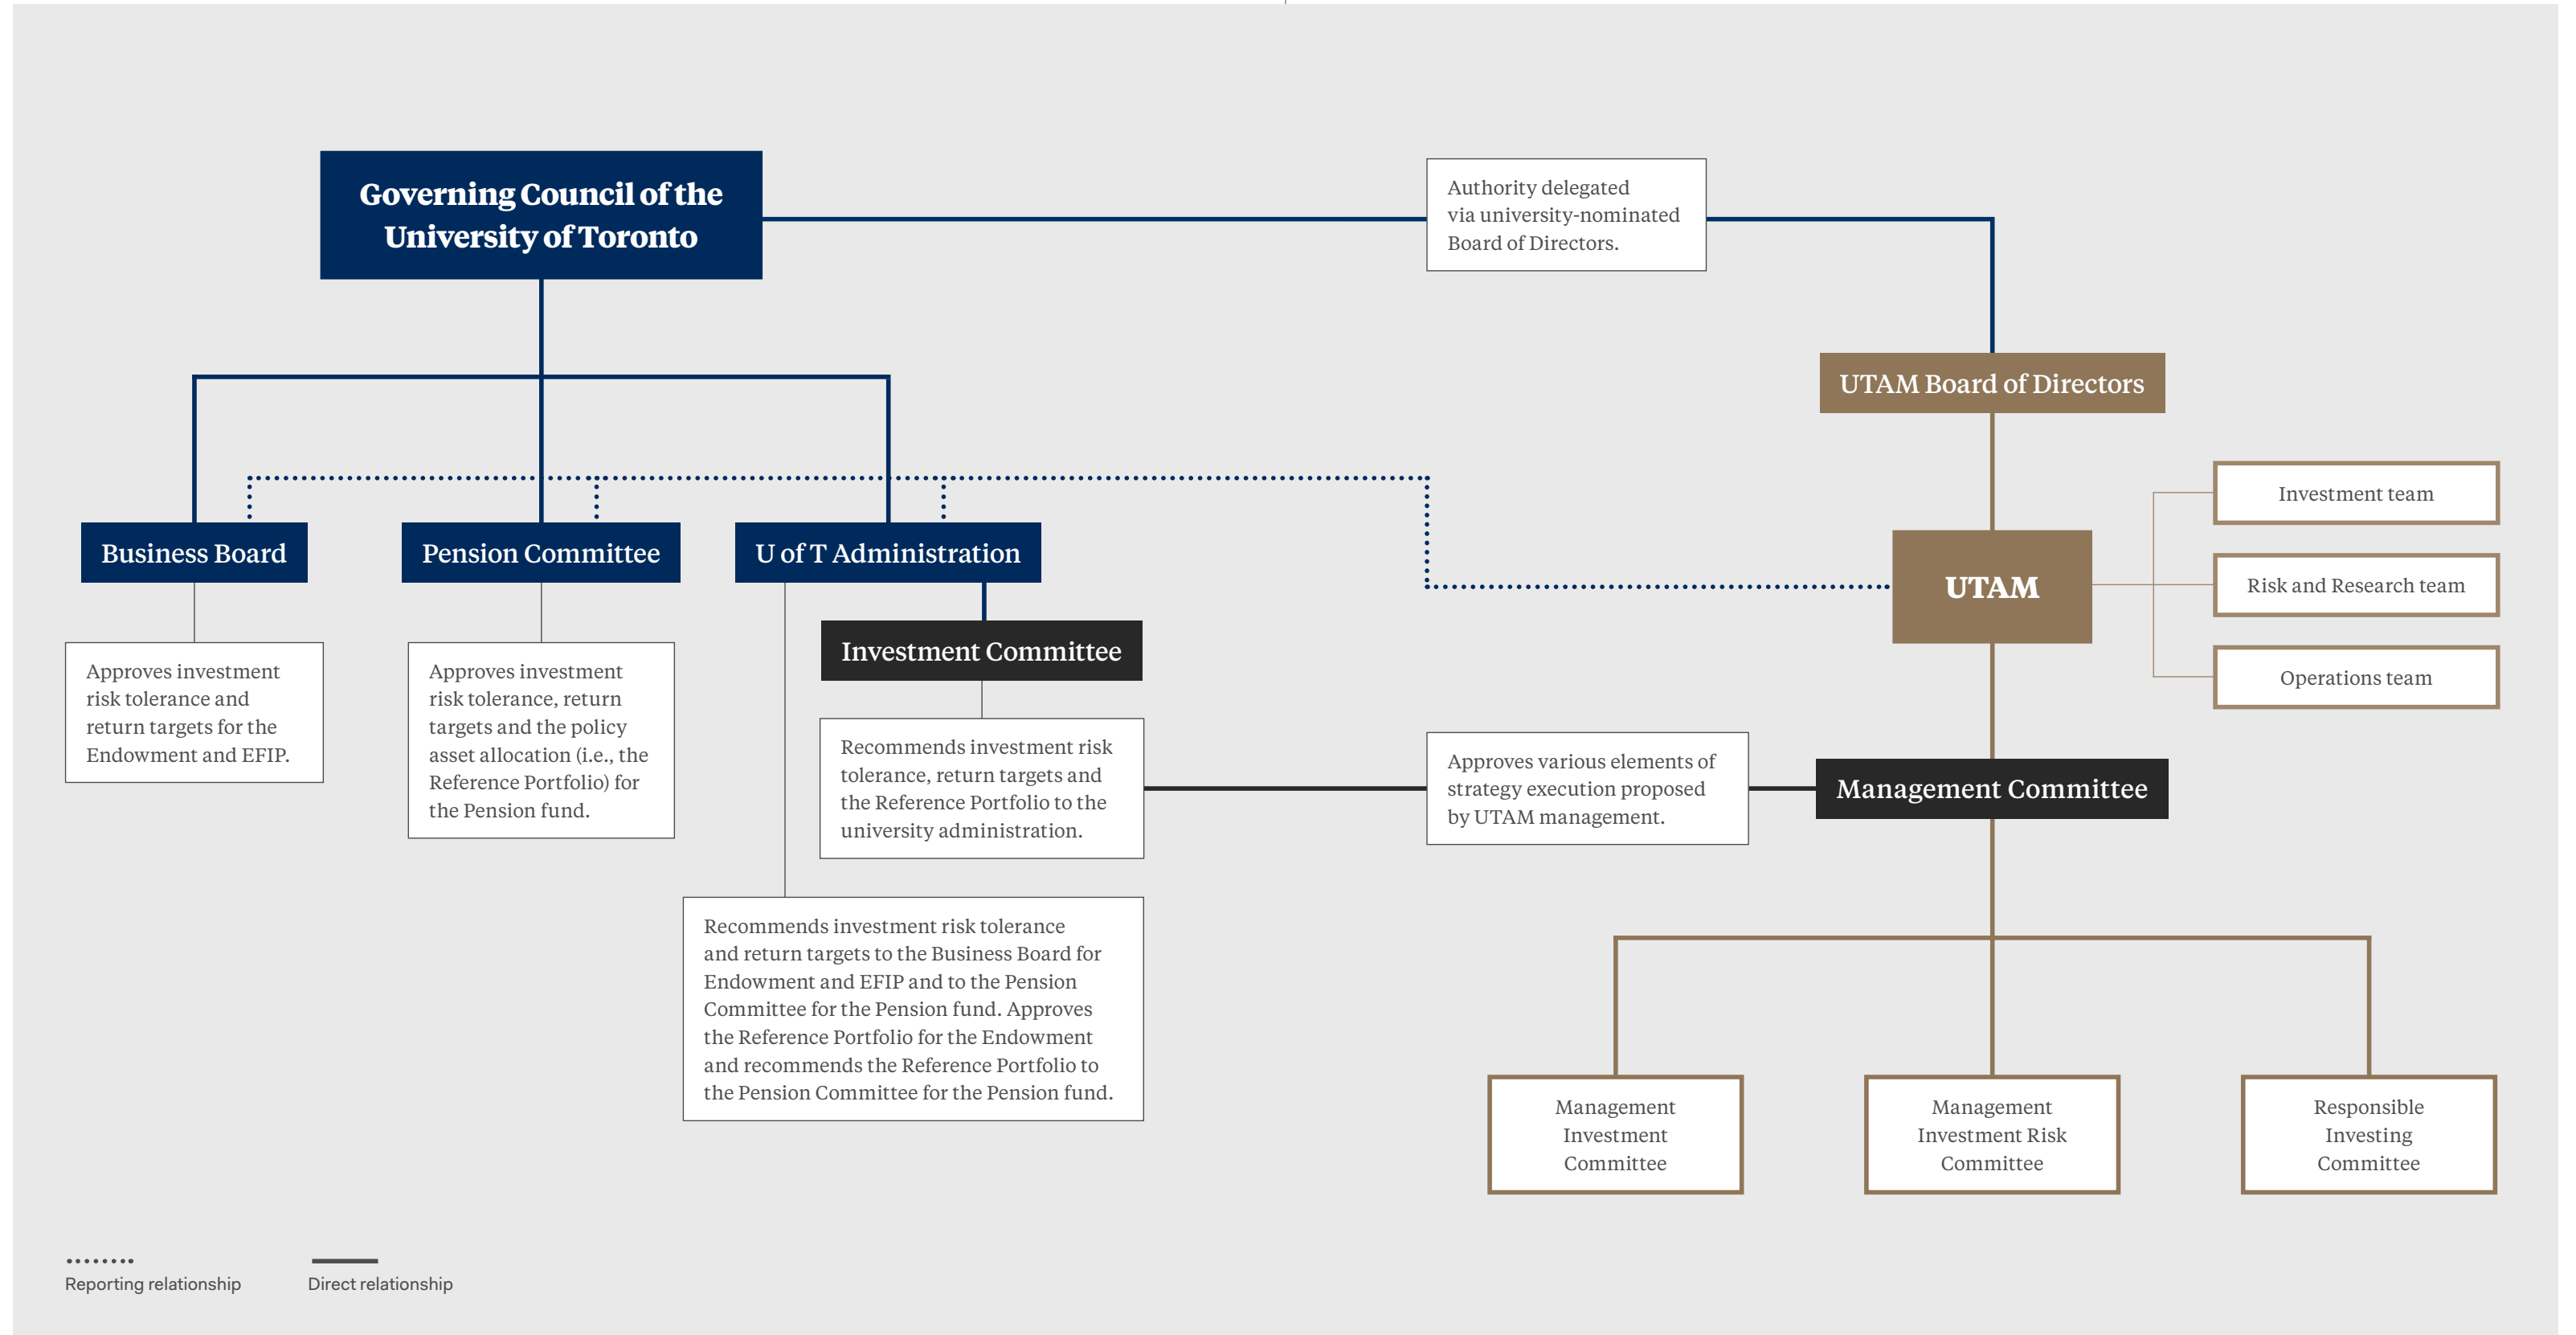 Governing Council of the
University of Toronto
Authority delegated
via university-nominated
Board of Directors.
UTAM Board of Directors
Business Board
Pension Committee
U of T Administration
Investment Committee
UTAM
Investment team
Risk and Research team
Operations team
Approves investment
risk tolerance and
return targets for the
Endowment and EFIP.
Approves investment
risk tolerance, return
targets and the policy
asset allocation (i.e., the
Reference Portfolio) for
the Pension fund.
Recommends investment risk
tolerance, return targets and
the Reference Portfolio to the
university administration.
Approves various elements of
strategy execution proposed
by UTAM management.
Management Committee
Recommends investment risk tolerance
and return targets to the Business Board for
Endowment and EFIP and to the Pension
Committee for the Pension fund. Approves
the Reference Portfolio for the Endowment
and recommends the Reference Portfolio to
the Pension Committee for the Pension fund.
Management
Investment
Committee
Management
Investment Risk
Committee
Responsible
Investing
Committee
Reporting relationship
Direct relationship